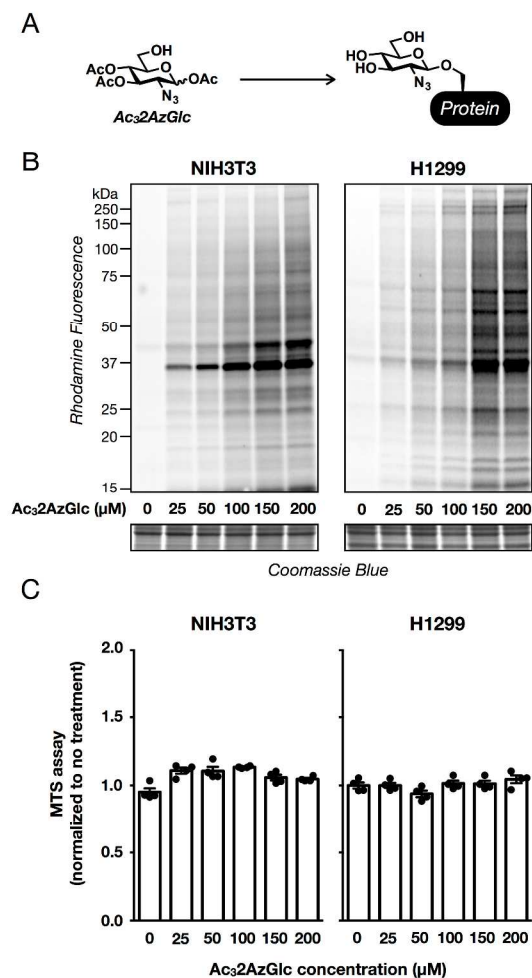 A
OH
AcO
AcO
O
OAc
N₃
Ac₃2AzGlc
HO
HO
HO
O
O
N₃
Protein
B
NIH3T3
H1299
kDa
250
150
100
75
50
37
25
20
15
Rhodamine Fluorescence
Ac₃2AzGlc (µM) 0 25 50 100 150 200 0 25 50 100 150 200
Coomassie Blue
C
NIH3T3
H1299
MTS assay
(normalized to no treatment)
2.0
1.5
1.0
0.5
0.0
0 25 50 100 150 200 0 25 50 100 150 200
Ac₃2AzGlc concentration (µM)